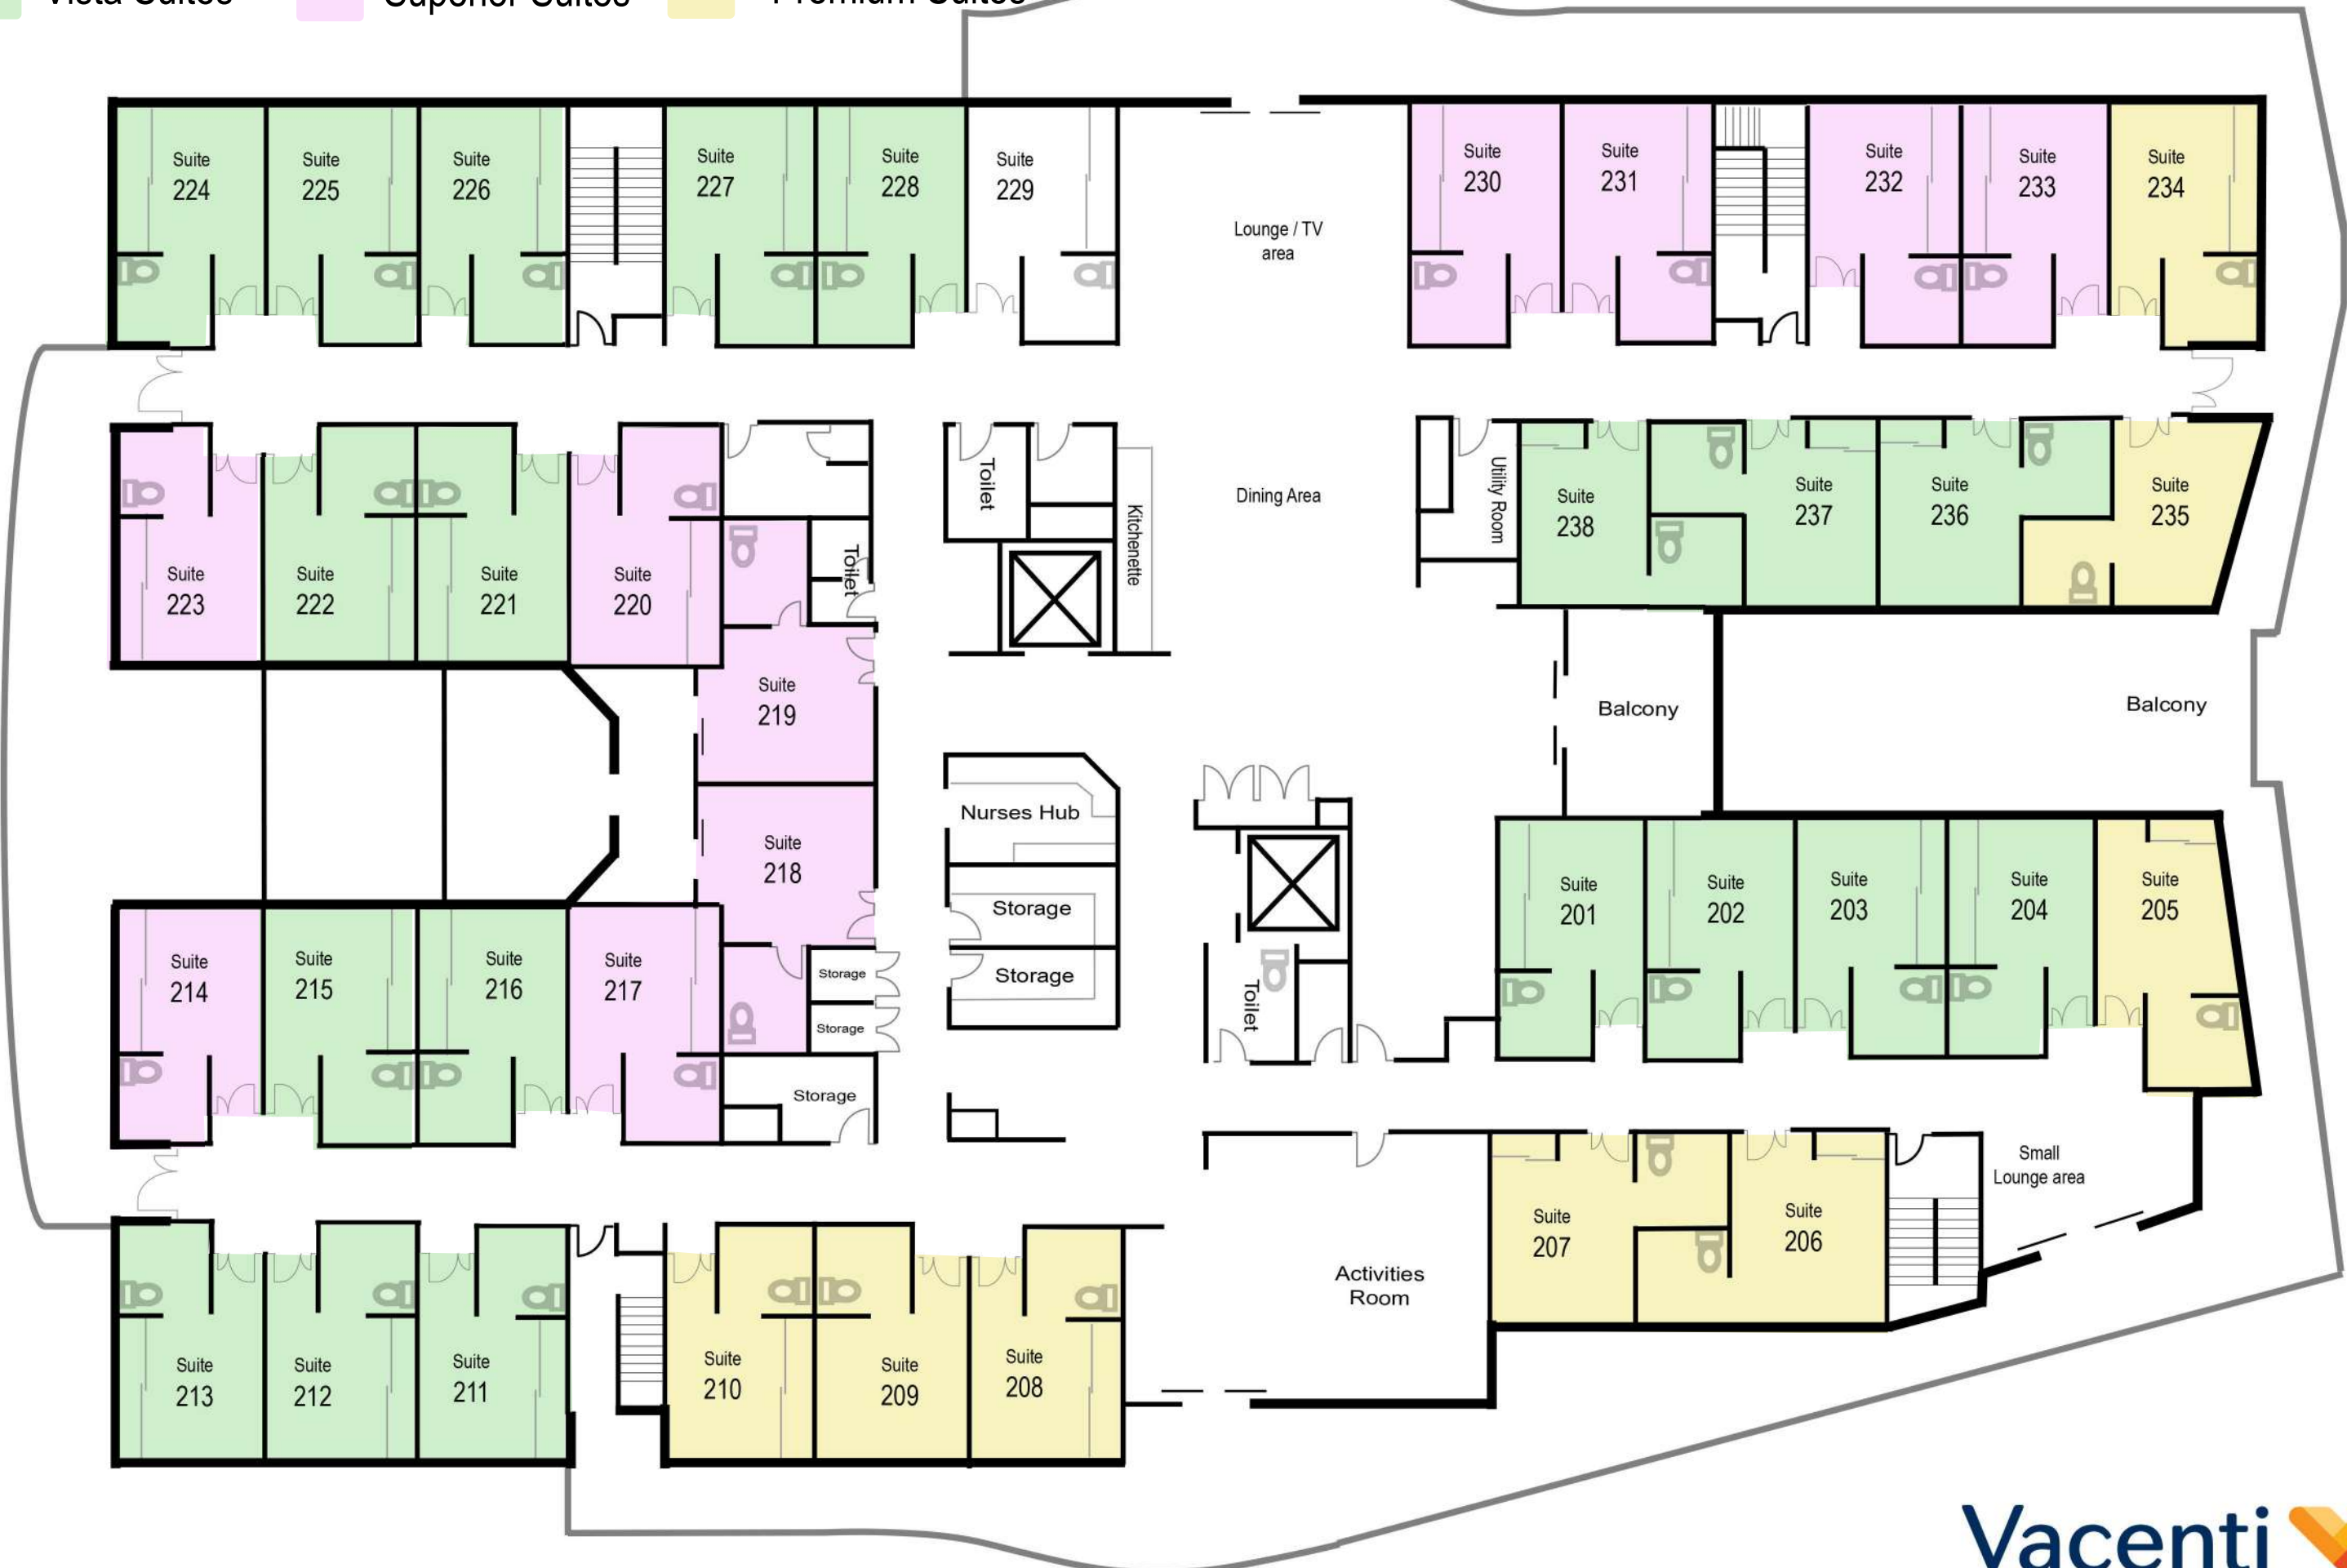 Vista Suites
Superior Suites
Premium Suites
Suite
224
Suite
225
Suite
226
Suite
227
Suite
228
Suite
229
Lounge / TV
area
Suite
230
Suite
231
Suite
232
Suite
233
Suite
234
Suite
223
Suite
222
Suite
221
Suite
220
Toilet
Toilet
Kitchenette
Dining Area
Utility Room
Suite
238
Suite
237
Suite
236
Suite
235
Suite
219
Suite
218
Balcony
Balcony
Nurses Hub
Storage
Storage
Suite
214
Suite
215
Suite
216
Suite
217
Storage
Storage
Storage
Toilet
Suite
201
Suite
202
Suite
203
Suite
204
Suite
205
Suite
213
Suite
212
Suite
211
Suite
210
Suite
209
Suite
208
Activities
Room
Suite
207
Suite
206
Small
Lounge area
Vacenti